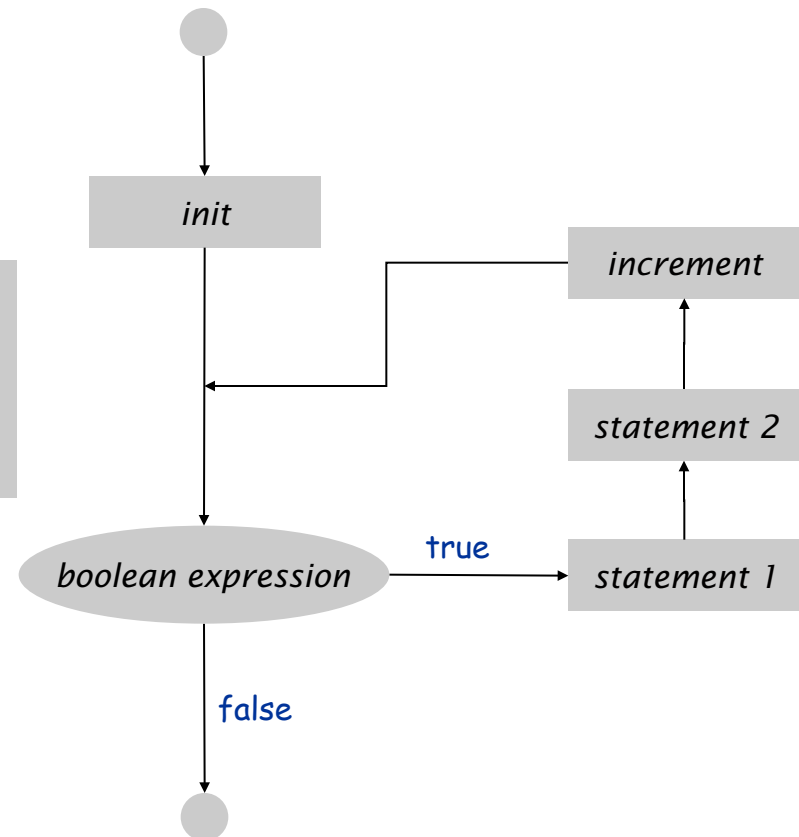 init
increment
statement 2
true
boolean expression
statement 1
false